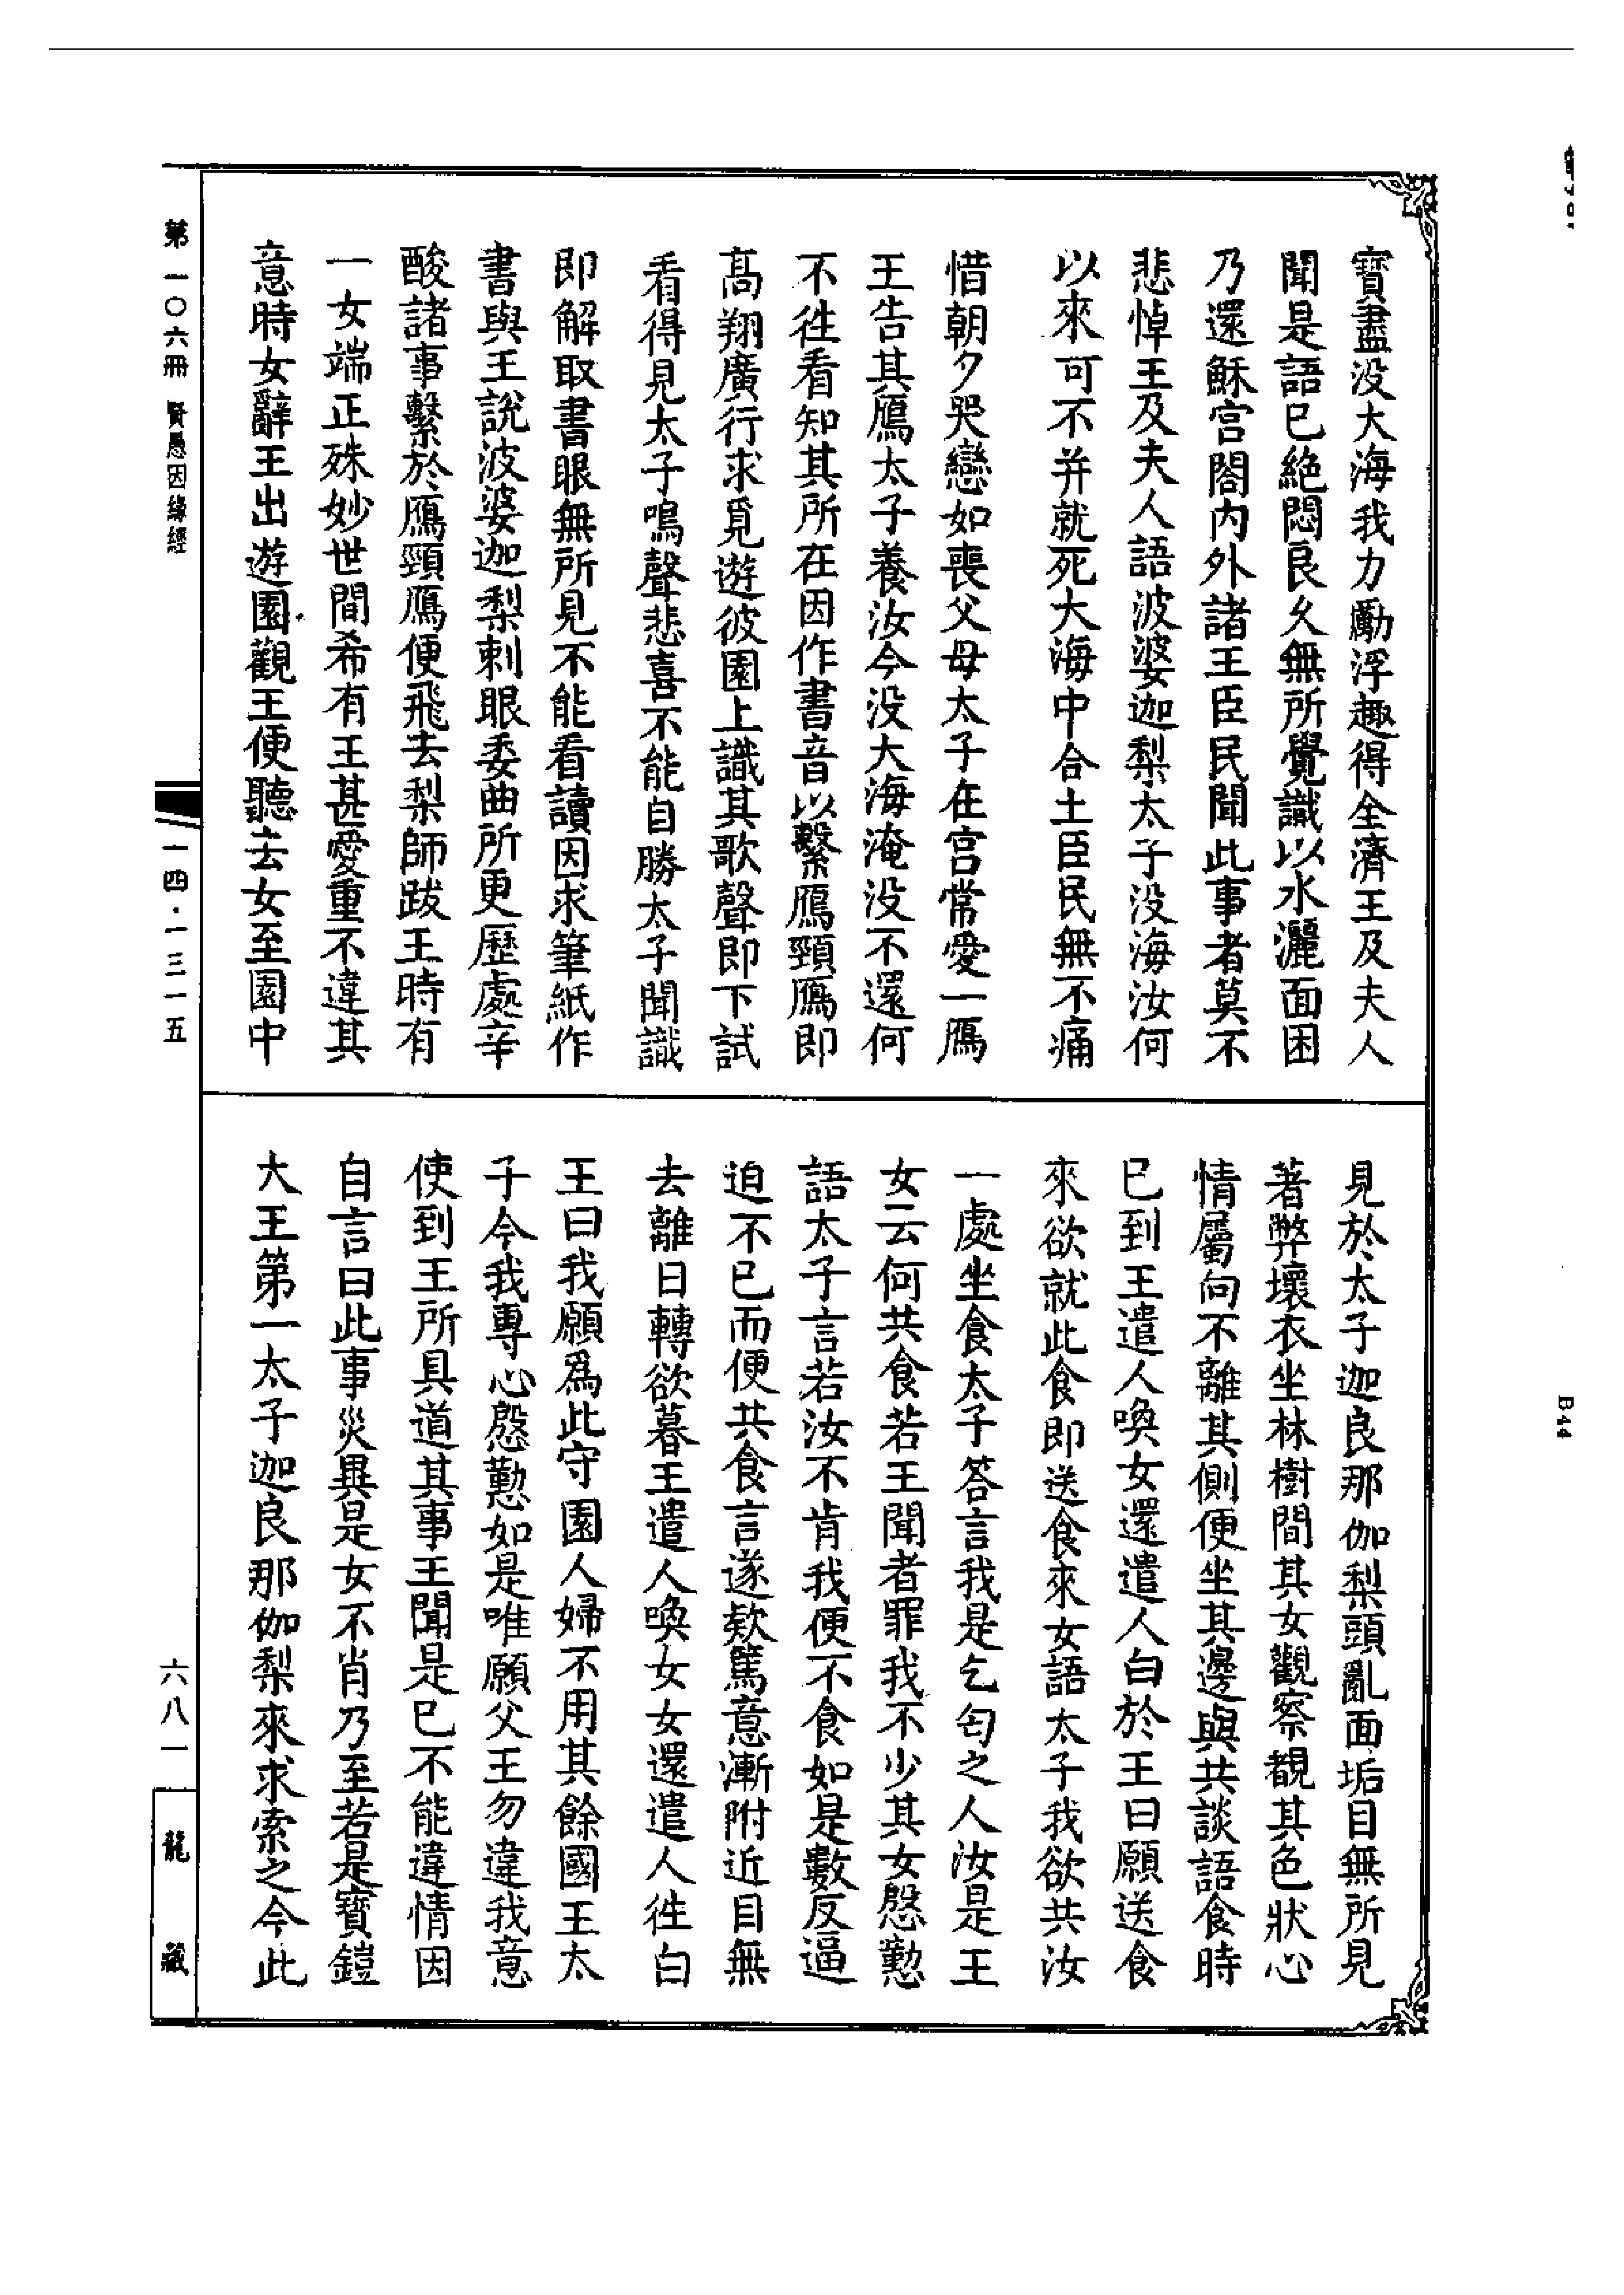 寶盡没大海我力勵浮趣得全濟王及夫人
聞是語已絶悶良久無所覺識以水灑面困
乃還穌宫閤内外諸王臣民聞此事者莫不
悲悼王及夫人語波婆迦梨太子没海汝何
以來可不并就死大海中合土臣民無不痛
惜朝夕哭戀如喪父母太子在宫常愛一鴈
王告其鴈太子養汝今没大海淹没不還何
不徃看知其所在因作書音以繫鴈頸鴈即
高翔廣行求覓遊彼園上識其歌聲即下試
看得見太子鳴聲悲喜不能自勝太子聞識
即解取書眼無所見不能看讀因求筆紙作
書與王説波婆迦梨刺眼委曲所更歷處辛
酸諸事繫於鴈頸鴈便飛去梨師跋王時有
一女端正殊妙世間希有王甚愛重不違其
意時女辭王出遊園觀王便聽去女至園中
見於太子迦良那伽梨頭亂面垢目無所見
著弊壞衣坐林樹間其女觀察覩其色狀心
情屬向不離其側便坐其邊與共談語食時
已到王遣人唤女還遣人白於王曰願送食
來欲就此食即送食來女語太子我欲共汝
一處坐食太子答言我是乞匄之人汝是王
女云何共食若王聞者罪我不少其女慇懃
語太子言若汝不肯我便不食如是數反逼
迫不已而便共食言遂欵篤意漸附近目無
去離日轉欲暮王遣人唤女女還遣人徃白
王曰我願爲此守園人婦不用其餘國王太
子今我專心慇懃如是唯願父王勿違我意
使到王所具道其事王聞是已不能違情因
自言曰此事災異是女不肖乃至若是寶鎧
大王第一太子迦良那伽梨來求索之今此
第一〇六冊 賢愚因緣經
一四·一三一五
六八一
龍藏
B44